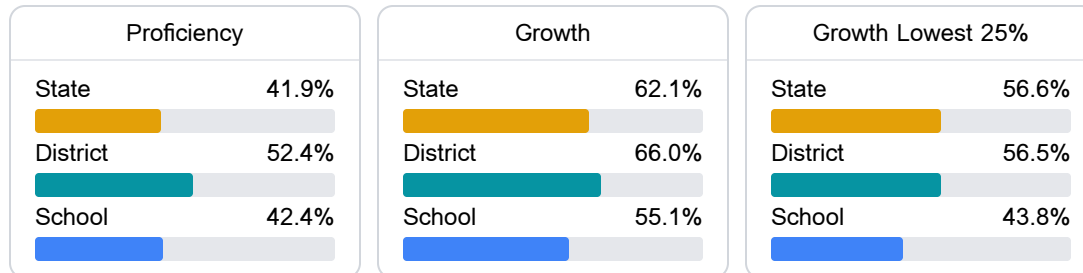 Proficiency
State 41.9%
District 52.4%
School 42.4%
Growth
State 62.1%
District 66.0%
School 55.1%
Growth Lowest 25%
State 56.6%
District 56.5%
School 43.8%